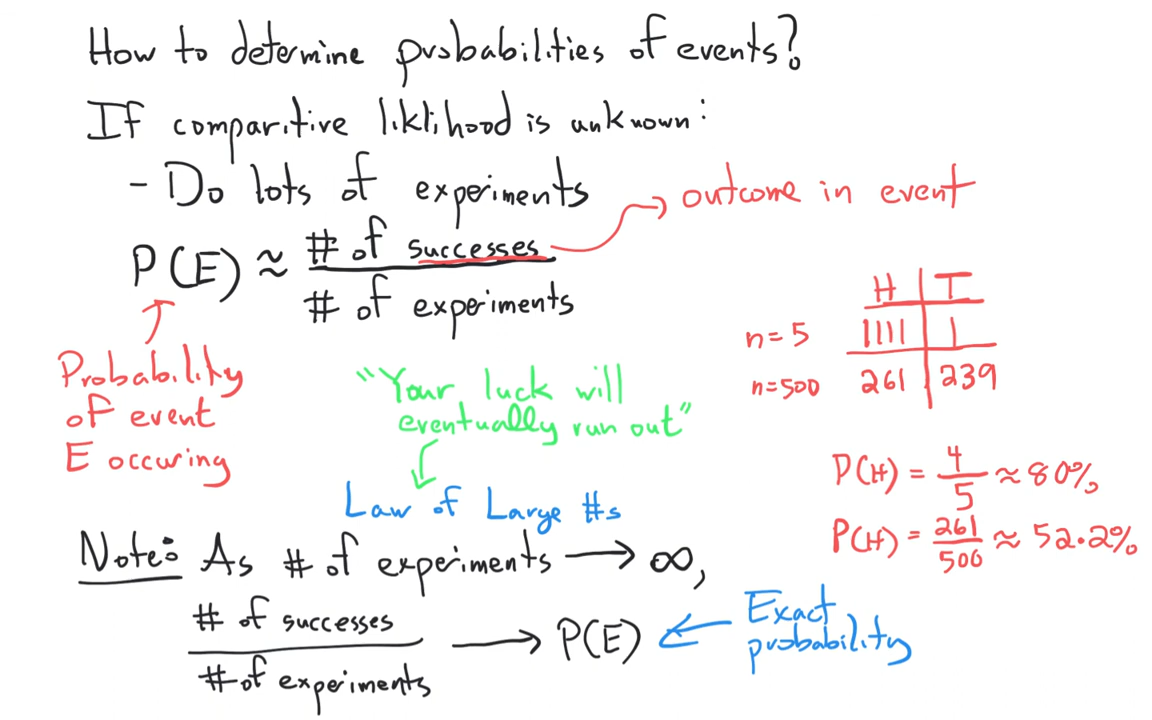 How to determine probabilities of events?
If comparitive liklihood is unknown:
- Do lots of experiments
outcome in event
P(E) ≈ # of successes
# of experiments
Probability
of event
E occuring
H T
n=5 1111 1
n=500 261 239
"Your luck will
eventually run out"
Law of Large #s
P(H) = 4/5 ≈ 80%
P(H) = 261/500 ≈ 52.2%
Note: As # of experiments → ∞,
# of successes
# of experiments → P(E)
Exact
probability